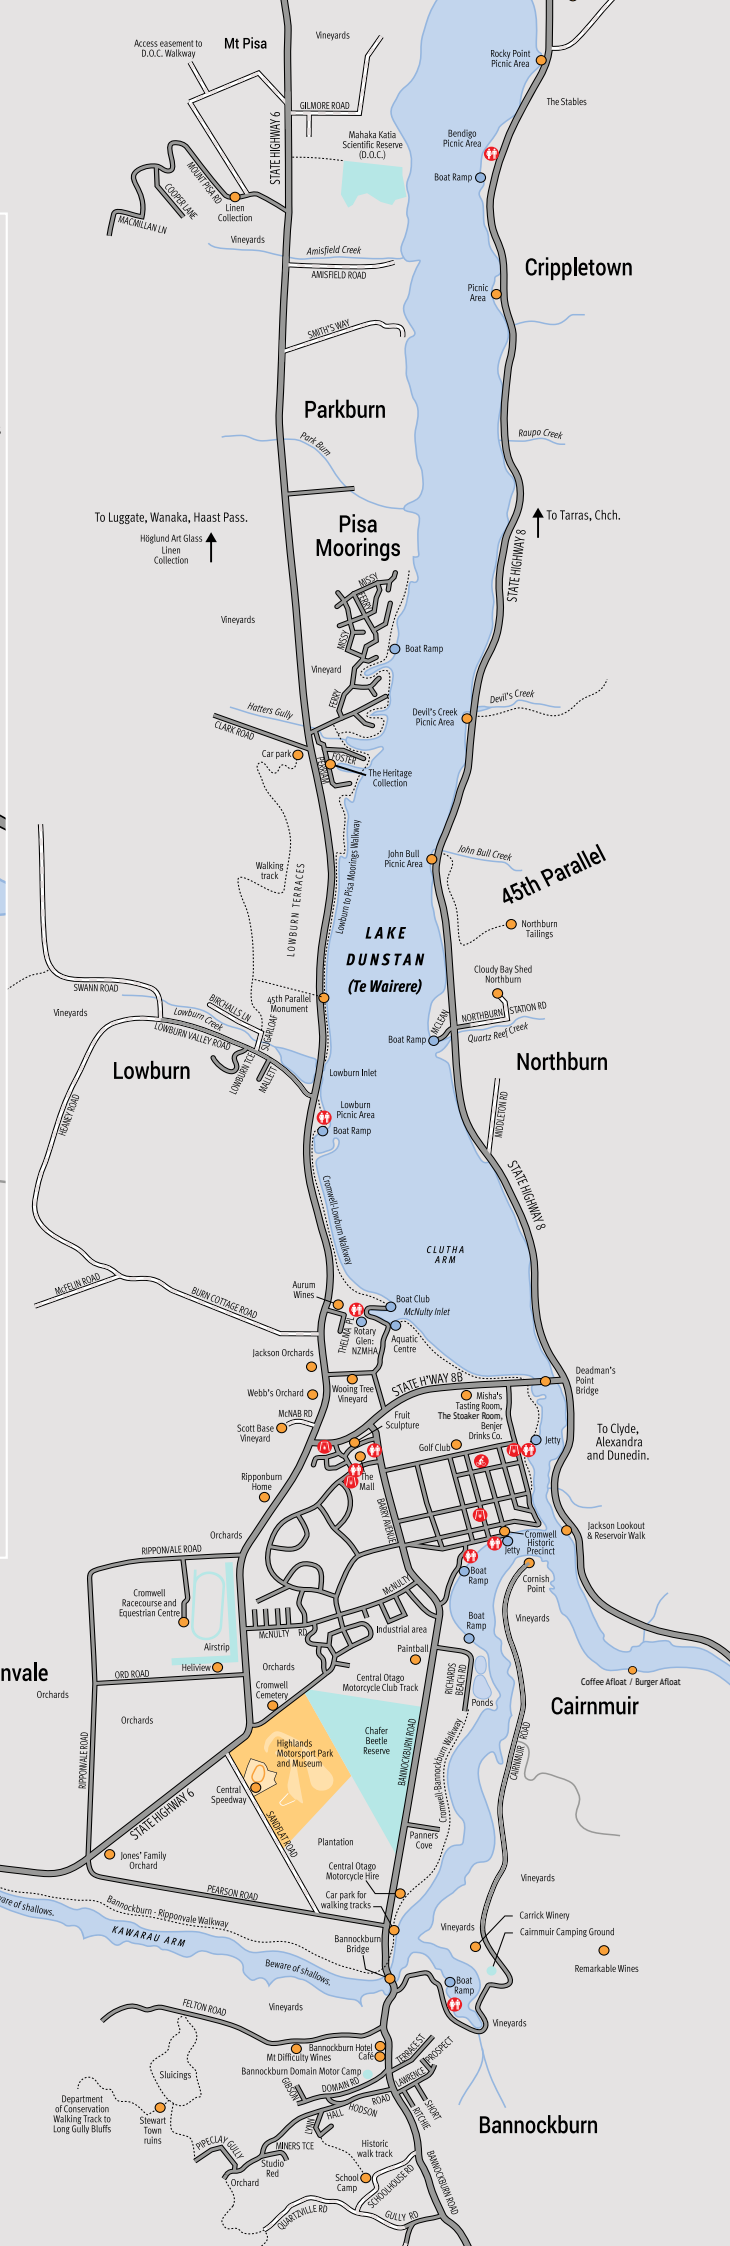 Access easement to
D.O.C. Walkway
Mt Pisa
Vineyards
Rocky Point
Picnic Area
The Stables
GILMORE ROAD
STATE HIGHWAY 6
Mahaka Katia
Scientific Reserve
(D.O.C.)
Bendigo
Picnic Area
Boat Ramp
MOUNT PISA RD
COOPER LANE
MACMILLAN LN
Linen
Collection
Vineyards
Amisfield Creek
AMISFIELD ROAD
Crippletown
Picnic
Area
SMITH'S WAY
Parkburn
Park Burn
Raupo Creek
To Luggate, Wanaka, Haast Pass.
Höglund Art Glass
Linen
Collection
Pisa
Moorings
To Tarras, Chch.
STATE HIGHWAY 8
MISSY
FERRY
MISSY
Vineyards
Boat Ramp
Vineyard
FERRY
Devil's Creek
Devil's Creek
Picnic Area
Hatters Gully
CLARK ROAD
Car park
FOSTER
PERRIAM
The Heritage
Collection
Lowburn to Pisa Moorings Walkway
John Bull
Picnic Area
John Bull Creek
45th Parallel
Walking
track
LOWBURN TERRACES
Northburn
Tailings
LAKE
DUNSTAN
(Te Wairere)
Cloudy Bay Shed
Northburn
SWANN ROAD
45th Parallel
Monument
BIRCHALLS LN
Vineyards
Lowburn Creek
LOWBURN VALLEY ROAD
SUGARLOAF
MCLEAN
NORTHBURN STATION RD
Quartz Reef Creek
Boat Ramp
Lowburn
LOWBURN TCE
MALLETT
Lowburn Inlet
Northburn
HEANEY ROAD
Lowburn
Picnic Area
Boat Ramp
MIDDLETON RD
STATE HIGHWAY 8
Cromwell-Lowburn Walkway
CLUTHA
ARM
McFELIN ROAD
BURN COTTAGE ROAD
Aurum
Wines
Boat Club
McNulty Inlet
THELMA PL
Rotary
Glen:
NZMHA
Aquatic
Centre
Jackson Orchards
Webb's Orchard
Wooing Tree
Vineyard
STATE H'WAY 8B
Deadman's
Point
Bridge
McNAB RD
Scott Base
Vineyard
Fruit
Sculpture
Misha's
Tasting Room,
The Stoaker Room,
Benjer
Drinks Co.
Golf Club
Jetty
To Clyde,
Alexandra
and Dunedin.
Ripponburn
Home
The
Mall
BARRY AVENUE
Orchards
Cromwell
Historic
Precinct
Jetty
Jackson Lookout
& Reservoir Walk
RIPPONVALE ROAD
Boat
Ramp
Cornish
Point
McNULTY
Cromwell
Racecourse and
Equestrian Centre
McNULTY RD
Industrial area
Boat
Ramp
Vineyards
Airstrip
Paintball
nvale
Orchards
Heliview
ORD ROAD
Orchards
Cromwell
Cemetery
Central Otago
Motorcycle Club Track
RICHARDS
BEACH RD
Ponds
Coffee Afloat / Burger Afloat
Cairnmuir
Orchards
Highlands
Motorsport Park
and Museum
Chafer
Beetle
Reserve
BANNOCKBURN ROAD
CAIRNMUIR ROAD
RIPPONVALE ROAD
Central
Speedway
Cromwell-Bannockburn Walkway
STATE HIGHWAY 6
SANDFLAT ROAD
Panners
Cove
Plantation
Jones' Family
Orchard
Central Otago
Motorcycle Hire
Vineyards
PEARSON ROAD
Car park for
walking tracks
Carrick Winery
Bannockburn - Ripponvale Walkway
Vineyards
Cairnmuir Camping Ground
are of shallows.
KAWARAU ARM
Bannockburn
Bridge
Beware of shallows.
Remarkable Wines
Boat
Ramp
FELTON ROAD
Vineyards
Vineyards
Bannockburn Hotel
Café
Mt Difficulty Wines
TERRACE ST
PROSPECT
Bannockburn Domain Motor Camp
Sluicings
LAWRENCE
GIBSON
DOMAIN RD
Department
of Conservation
Walking Track to
Long Gully Bluffs
Stewart
Town
ruins
LYNN
HALL
HODSON
ROAD
RITCHIE
SHORT
Bannockburn
PIPECLAY GULLY
MINERS TCE
Historic
walk track
Studio
Red
Orchard
School
Camp
SCHOOLHOUSE RD
BANNOCKBURN ROAD
QUARTZVILLE RD
GULLY RD